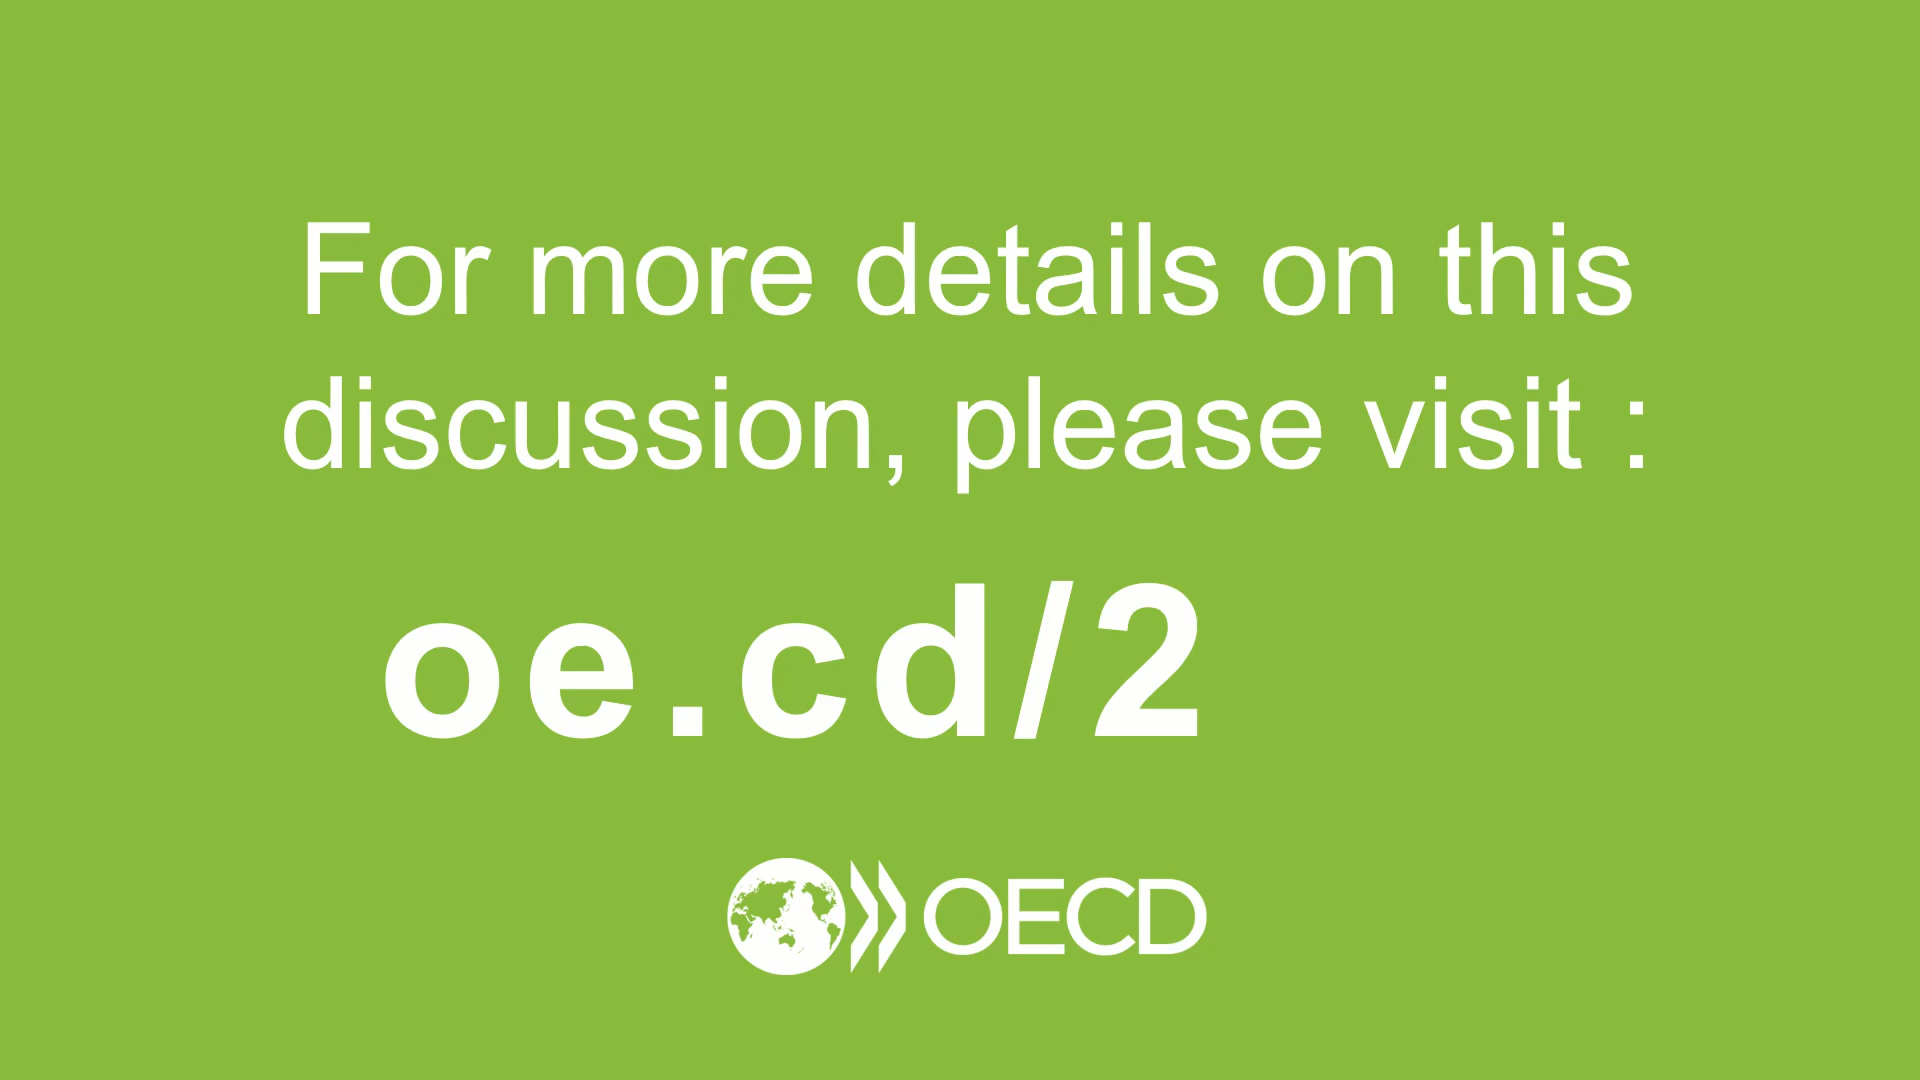 For more details on this
discussion, please visit :
oe.cd/2
OECD